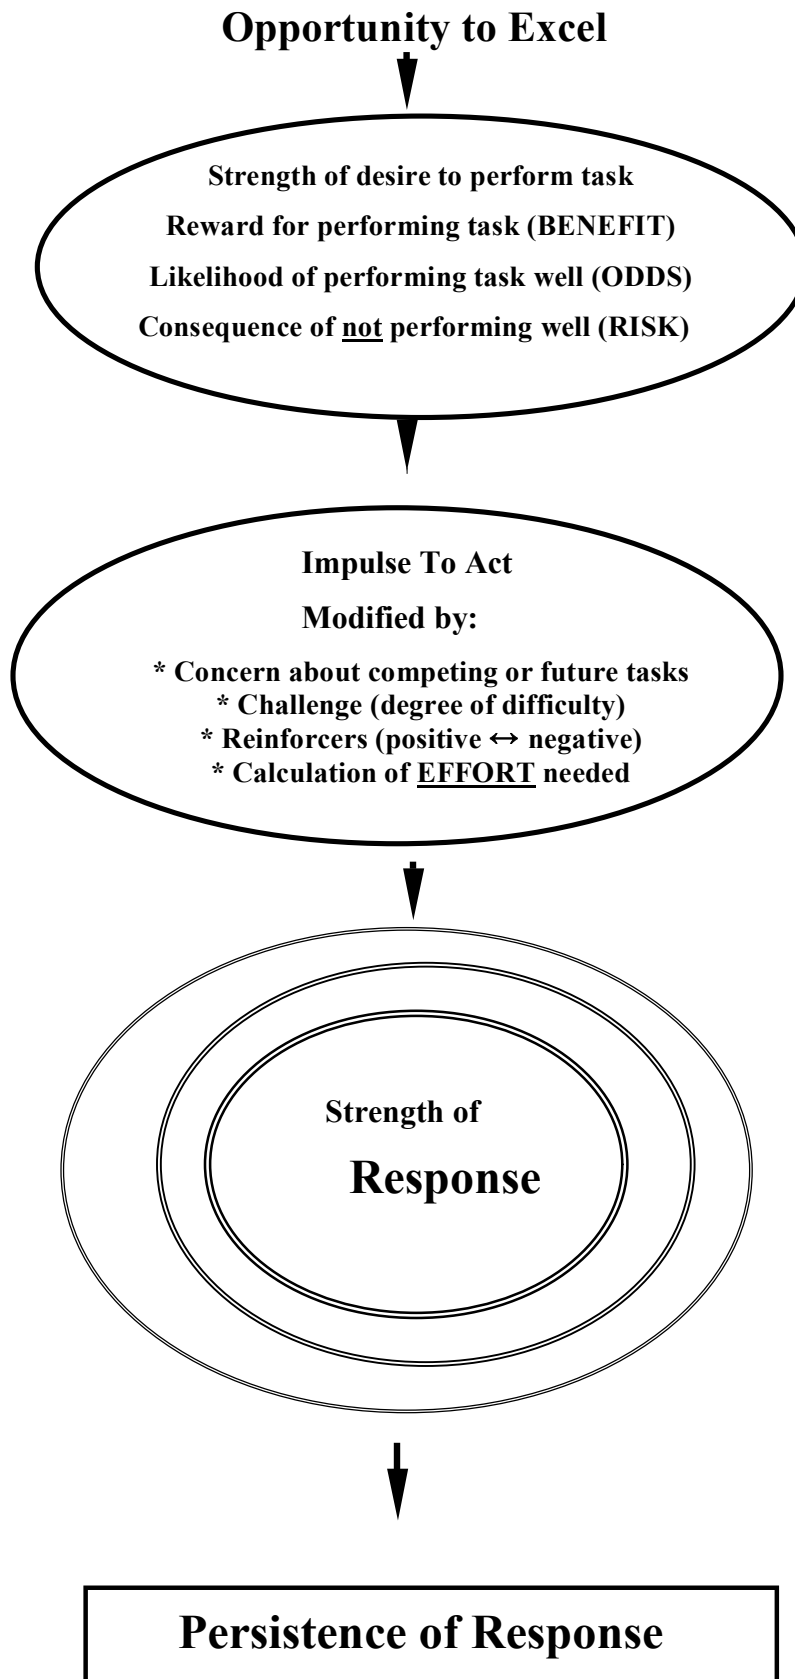 Opportunity to Excel
Strength of desire to perform task
Reward for performing task (BENEFIT)
Likelihood of performing task well (ODDS)
Consequence of not performing well (RISK)
Impulse To Act
Modified by:
* Concern about competing or future tasks
* Challenge (degree of difficulty)
* Reinforcers (positive ↔ negative)
* Calculation of EFFORT needed
Strength of
Response
Persistence of Response